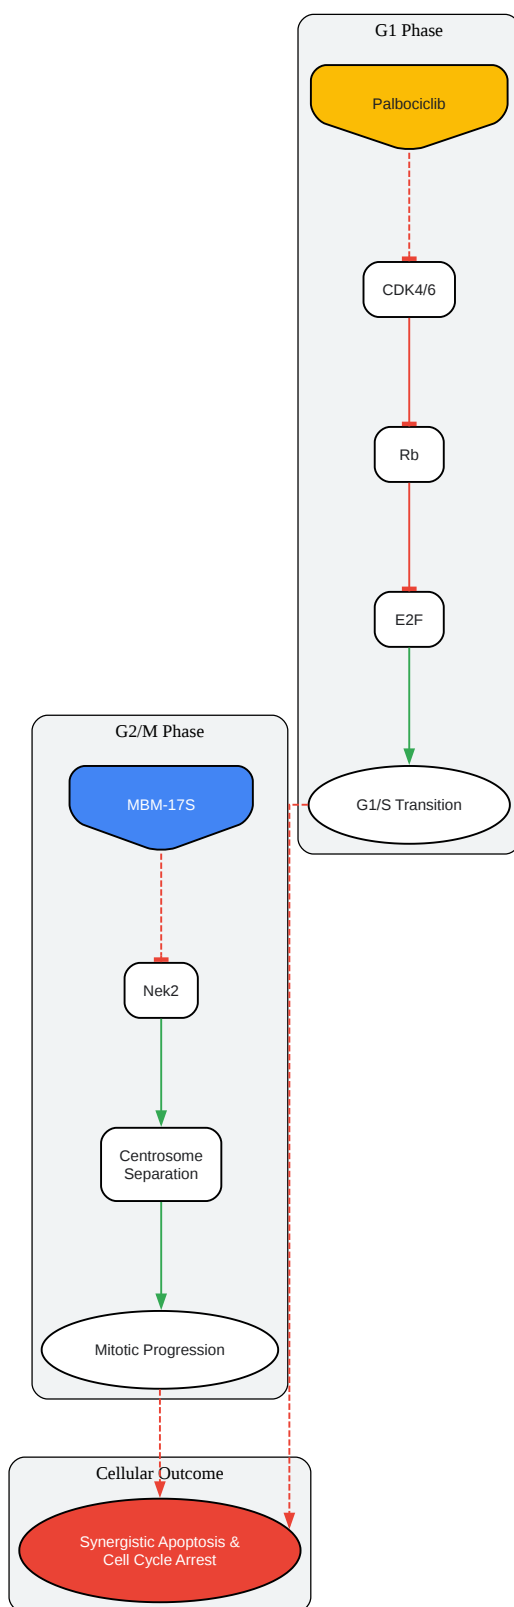 G1 Phase
Palbociclib
CDK4/6
Rb
E2F
G1/S Transition
G2/M Phase
MBM-17S
Nek2
Centrosome
Separation
Mitotic Progression
Cellular Outcome
Synergistic Apoptosis &
Cell Cycle Arrest